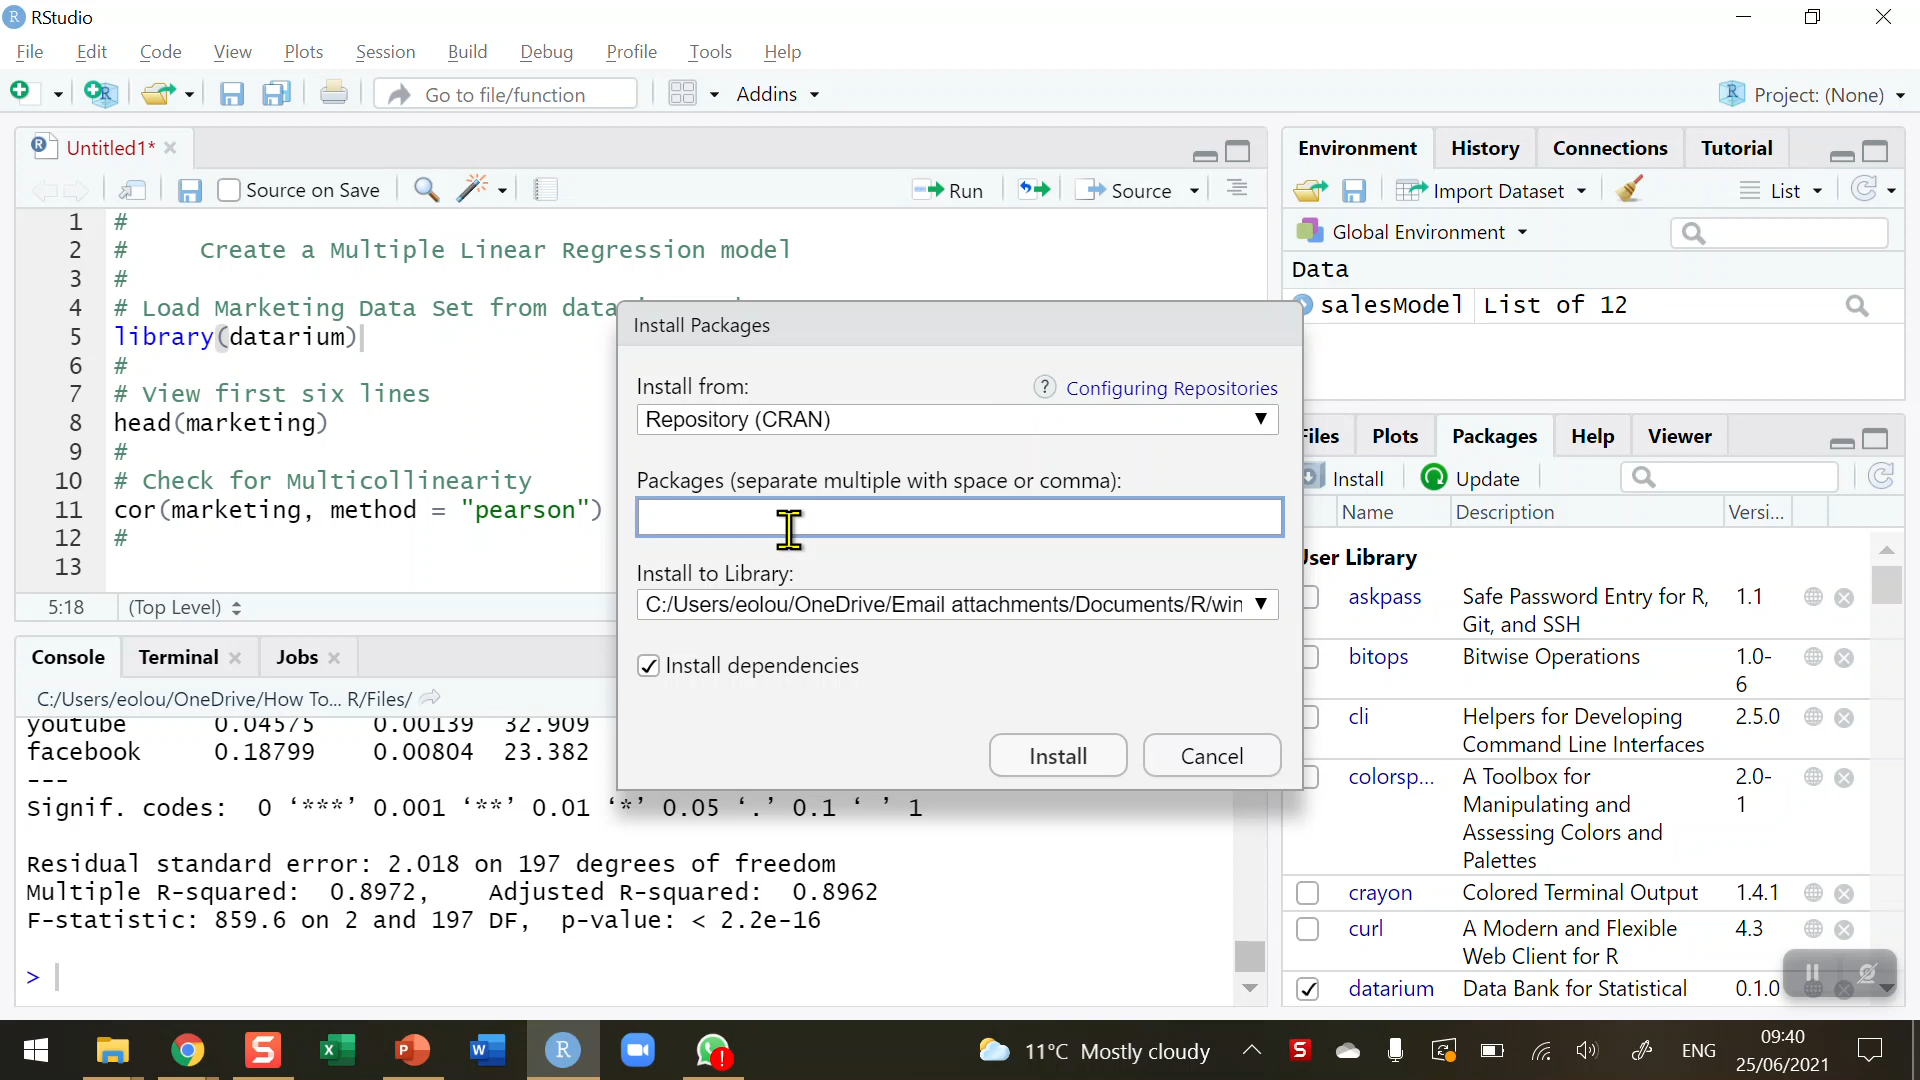 RStudio
File Edit Code View Plots Session Build Debug Profile Tools Help
Go to file/function Addins Project: (None)
Untitled1*
Source on Save Run Source
1 #
2 # Create a Multiple Linear Regression model
3 #
4 # Load Marketing Data Set from data
5 library(datarium)
6 #
7 # View first six lines
8 head(marketing)
9 #
10 # Check for Multicollinearity
11 cor(marketing, method = "pearson")
12 #
13
5:18 (Top Level)
Console Terminal Jobs
C:/Users/eolou/OneDrive/How To... R/Files/
youtube 0.04575 0.00139 32.909
facebook 0.18799 0.00804 23.382
---
Signif. codes: 0 ‘***’ 0.001 ‘**’ 0.01 ‘*’ 0.05 ‘.’ 0.1 ‘ ’ 1
Residual standard error: 2.018 on 197 degrees of freedom
Multiple R-squared: 0.8972, Adjusted R-squared: 0.8962
F-statistic: 859.6 on 2 and 197 DF, p-value: < 2.2e-16
>
Install Packages
Install from:
? Configuring Repositories
Repository (CRAN)
Packages (separate multiple with space or comma):
Install to Library:
C:/Users/eolou/OneDrive/Email attachments/Documents/R/win
Install dependencies
Install Cancel
Environment History Connections Tutorial
Import Dataset List
Global Environment
Data
salesModel List of 12
iles Plots Packages Help Viewer
Install Update
Name Description Versi...
ser Library
askpass Safe Password Entry for R, 1.1
Git, and SSH
bitops Bitwise Operations 1.0-
6
cli Helpers for Developing 2.5.0
Command Line Interfaces
colorsp... A Toolbox for 2.0-
Manipulating and 1
Assessing Colors and
Palettes
crayon Colored Terminal Output 1.4.1
curl A Modern and Flexible 4.3
Web Client for R
datarium Data Bank for Statistical 0.1.0
11°C Mostly cloudy ENG 09:40
25/06/2021